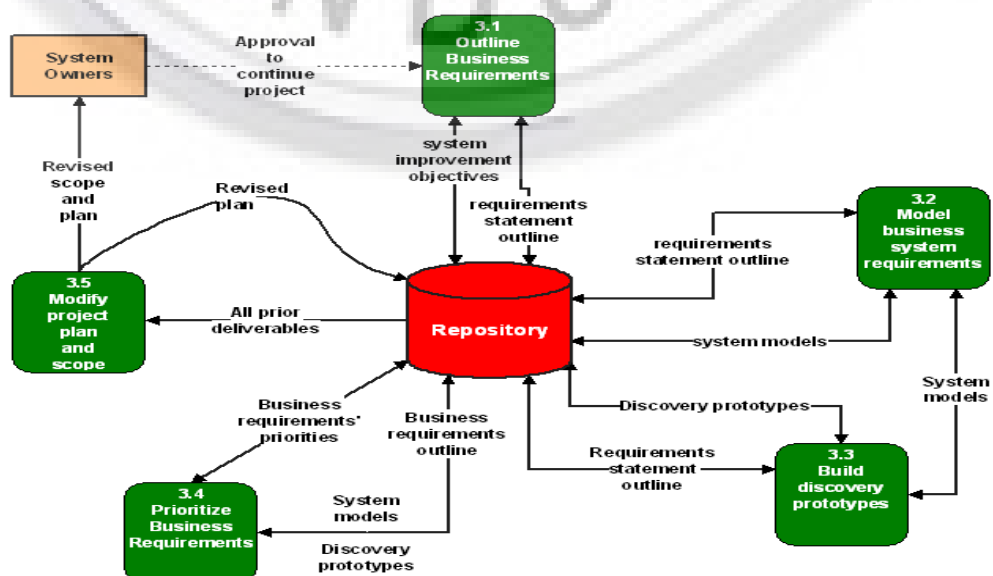 System
Owners
Approval
to
continue
project
3.1
Outline
Business
Requirements
system
improvement
objectives
requirements
statement
outline
Revised
scope
and
plan
Revised
plan
3.2
Model
business
system
requirements
requirements
statement outline
3.5
Modify
project
plan
and
scope
All prior
deliverables
Repository
system models
System
models
Business
requirements'
priorities
Business
requirements
outline
Discovery prototypes
Requirements
statement
outline
3.3
Build
discovery
prototypes
3.4
Prioritize
Business
Requirements
System
models
Discovery
prototypes